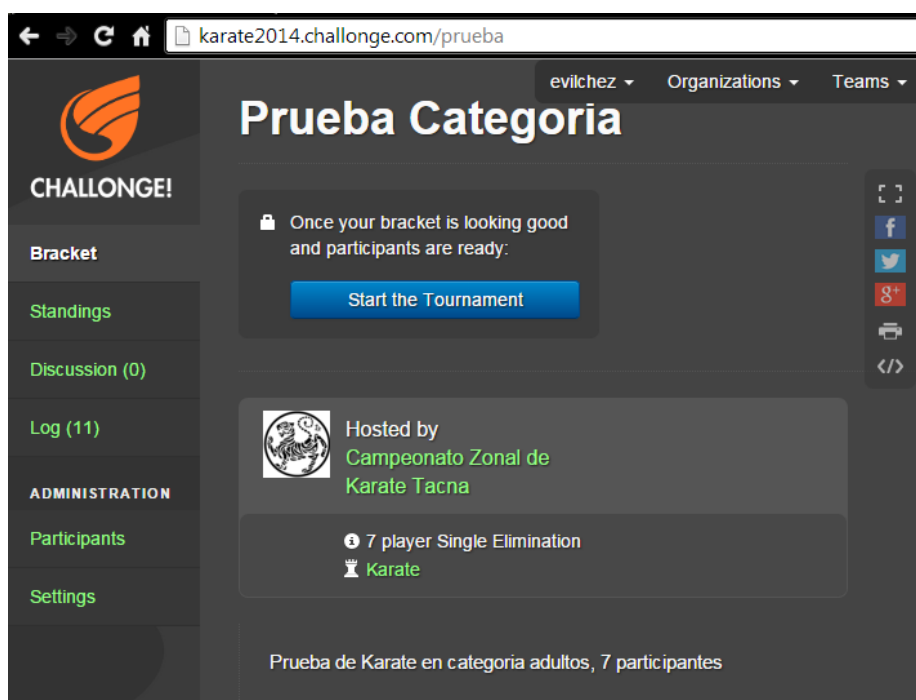 karate2014.challonge.com/prueba
evilchez
Organizations
Teams
CHALLONGE!
Bracket
Standings
Discussion (0)
Log (11)
ADMINISTRATION
Participants
Settings
Prueba Categoria
Once your bracket is looking good
and participants are ready:
Start the Tournament
f
g+
</>
Hosted by
Campeonato Zonal de
Karate Tacna
7 player Single Elimination
Karate
Prueba de Karate en categoria adultos, 7 participantes